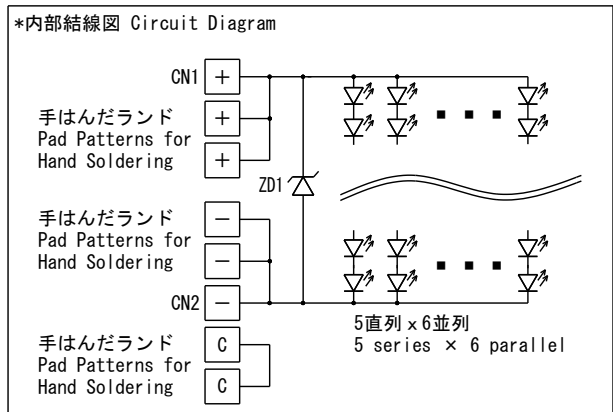 *内部結線図 Circuit Diagram
CN1 +
手はんだランド
Pad Patterns for
Hand Soldering
+
+
ZD1
手はんだランド
Pad Patterns for
Hand Soldering
−
−
CN2 −
5直列×6並列
5 series × 6 parallel
手はんだランド
Pad Patterns for
Hand Soldering
C
C